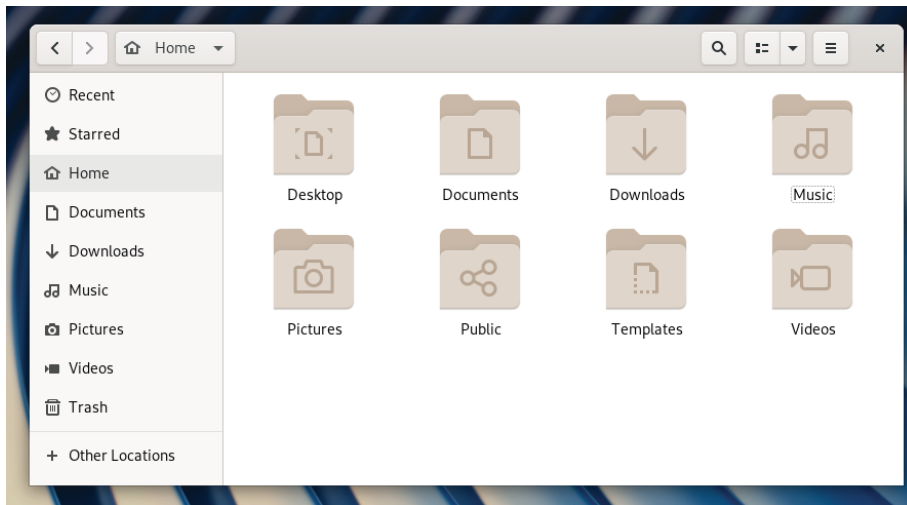 Home
Recent
Starred
Home
Documents
Downloads
Music
Pictures
Videos
Trash
Other Locations
Desktop Documents Downloads Music
Pictures Public Templates Videos